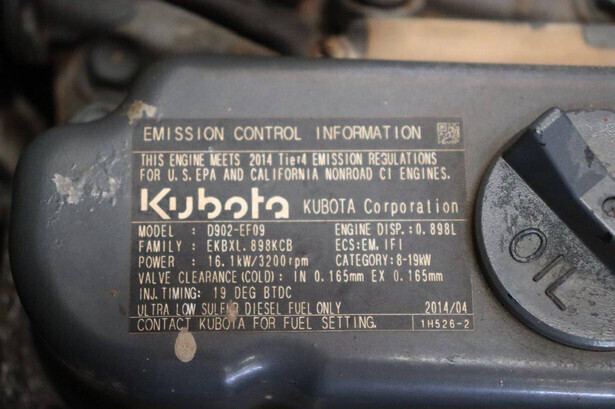 EMISSION CONTROL INFORMATION
THIS ENGINE MEETS 2014 Tier4 EMISSION REGULATIONS
FOR U.S.EPA AND CALIFORNIA NONROAD CI ENGINES.
Kubota KUBOTA Corporation
MODEL : D902-EF09 ENGINE DISP.:0.898L
FAMILY : EKBXL.898KCB ECS:EM,IFI
POWER : 16.1kW/3200rpm CATEGORY:8-19kW
VALVE CLEARANCE(COLD): IN 0.165mm EX 0.165mm
INJ.TIMING: 19 DEG BTDC
ULTRA LOW SULFUR DIESEL FUEL ONLY 2014/04
CONTACT KUBOTA FOR FUEL SETTING. 1H526-2
OIL